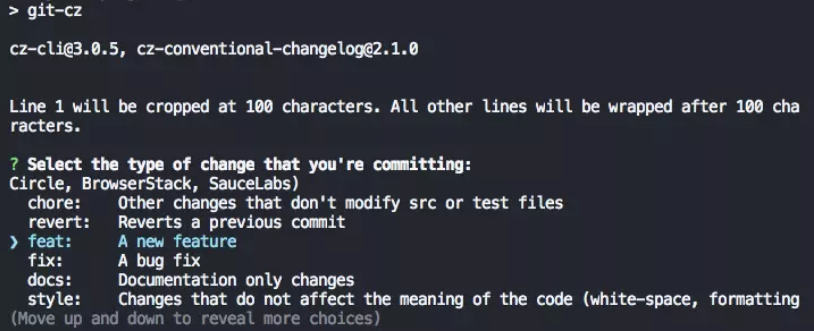 > git-cz
cz-cli@3.0.5, cz-conventional-changelog@2.1.0
Line 1 will be cropped at 100 characters. All other lines will be wrapped after 100 cha
racters.
? Select the type of change that you're committing:
Circle, BrowserStack, SauceLabs)
chore:    Other changes that don't modify src or test files
revert:   Reverts a previous commit
❯ feat:     A new feature
fix:      A bug fix
docs:     Documentation only changes
style:    Changes that do not affect the meaning of the code (white-space, formatting
(Move up and down to reveal more choices)